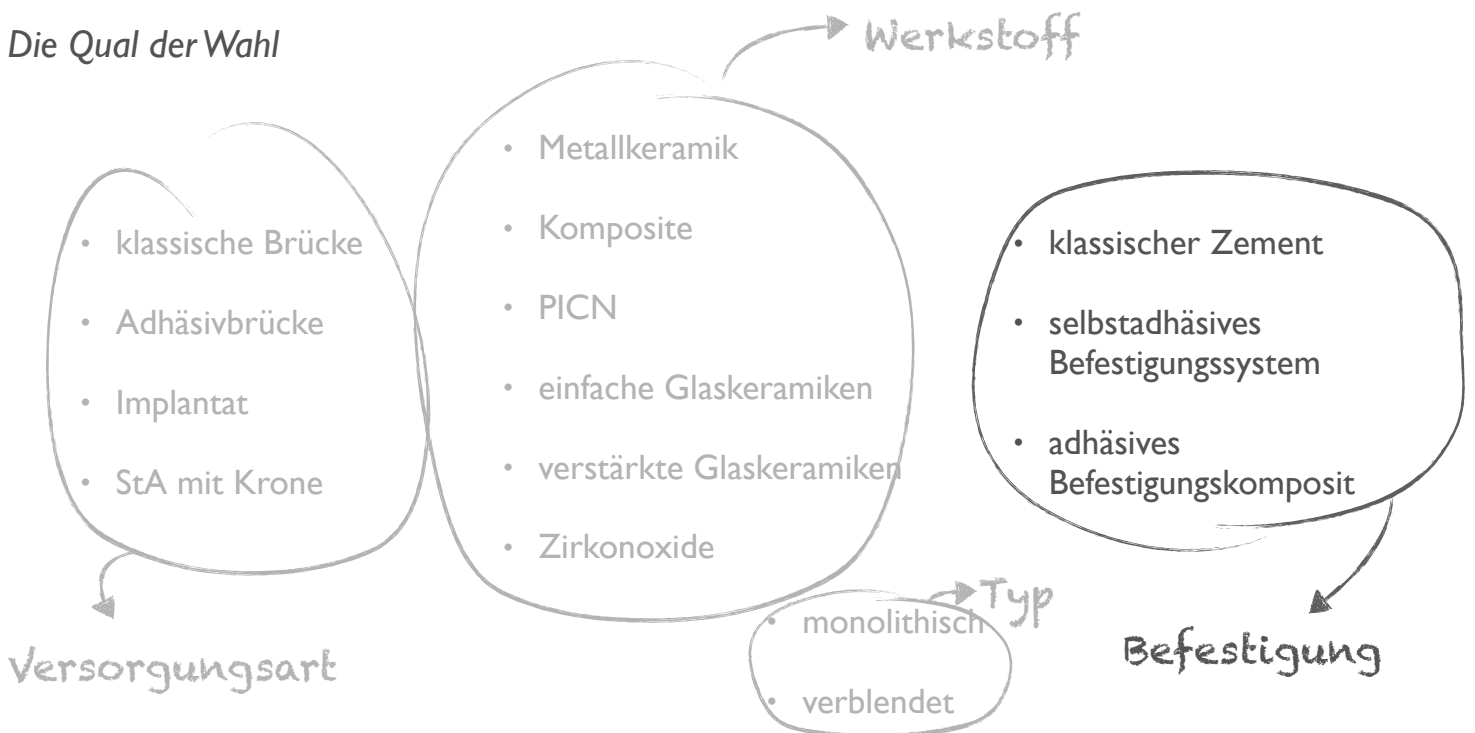 Die Qual der Wahl
Werkstoff
• klassische Brücke
• Adhäsivbrücke
• Implantat
• StA mit Krone
Versorgungsart
• Metallkeramik
• Komposite
• PICN
• einfache Glaskeramiken
• verstärkte Glaskeramiken
• Zirkonoxide
Typ
• monolithisch
• verblendet
• klassischer Zement
• selbstadhäsives
Befestigungssystem
• adhäsives
Befestigungskomposit
Befestigung